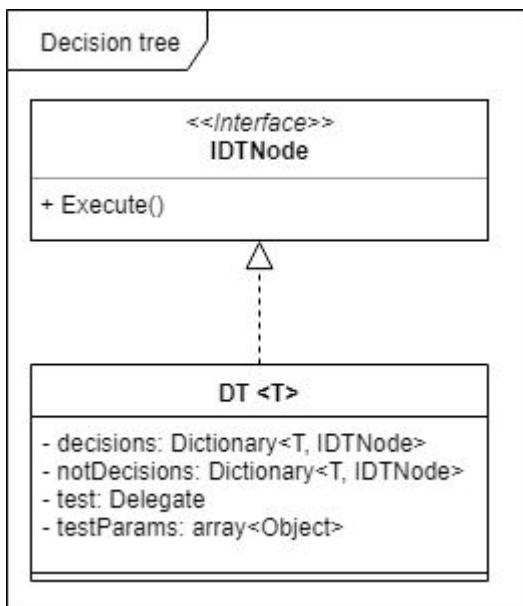 Decision tree
<<Interface>>
IDTNode
+ Execute()
DT <T>
- decisions: Dictionary<T, IDTNode>
- notDecisions: Dictionary<T, IDTNode>
- test: Delegate
- testParams: array<Object>